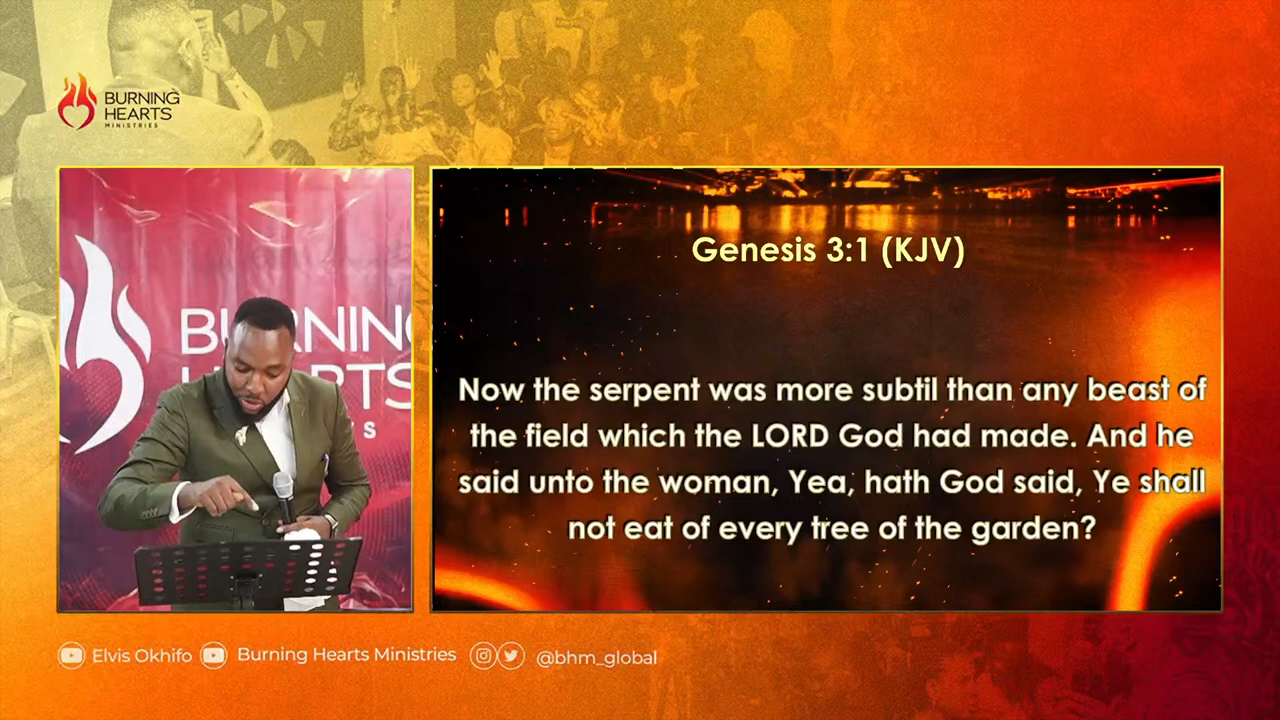 BURNING
HEARTS
MINISTRIES
BURNIN
H RTS
S
Genesis 3:1 (KJV)
Now the serpent was more subtil than any beast of
the field which the LORD God had made. And he
said unto the woman, Yea, hath God said, Ye shall
not eat of every tree of the garden?
Elvis Okhifo
Burning Hearts Ministries
@bhm_global